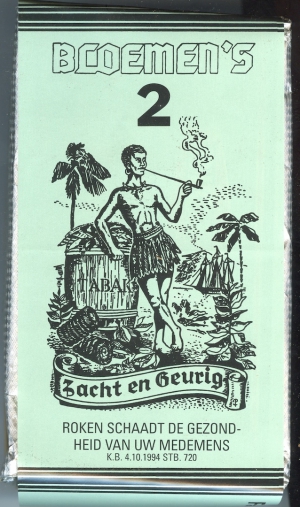 BLOEMEN'S
2
TABAK
Zacht en Geurig
ROKEN SCHAADT DE GEZOND-
HEID VAN UW MEDEMENS
K.B. 4.10.1994 STB. 720